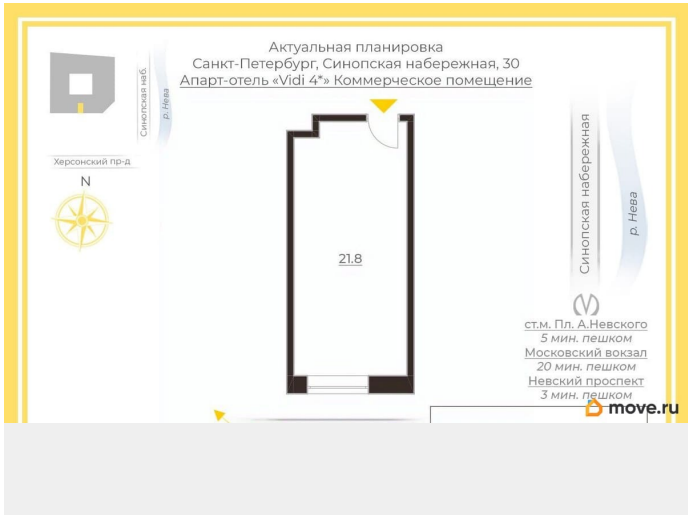 Актуальная планировка
Санкт-Петербург, Синопская набережная, 30
Апарт-отель «Vidi 4*» Коммерческое помещение
Синопская наб.
р. Нева
Херсонский пр-д
N
21.8
Синопская набережная
р. Нева
ст.м. Пл. А.Невского
5 мин. пешком
Московский вокзал
20 мин. пешком
Невский проспект
3 мин. пешком
move.ru